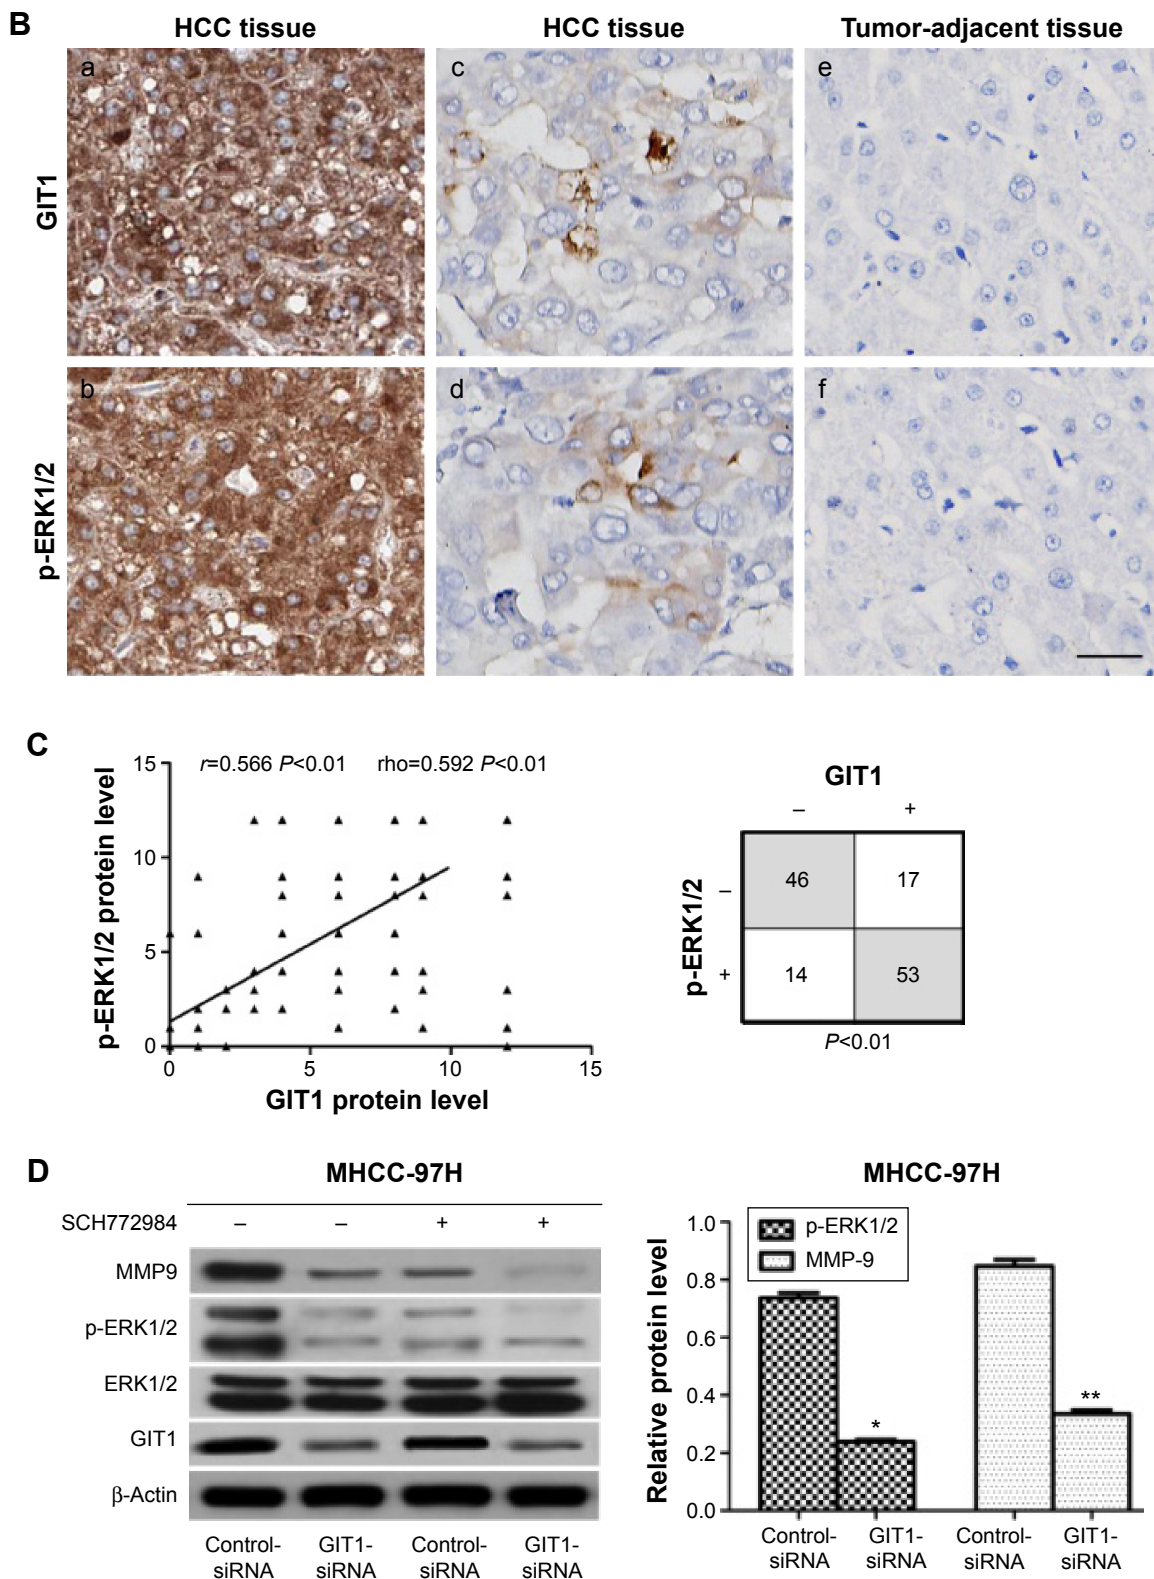 B
HCC tissue HCC tissue Tumor-adjacent tissue
GIT1
a c e
p-ERK1/2
b d f
C
r=0.566 P<0.01 rho=0.592 P<0.01
p-ERK1/2 protein level
15
10
5
0
0 5 10 15
GIT1 protein level
GIT1
– +
p-ERK1/2
– 46 17
+ 14 53
P<0.01
D
MHCC-97H
SCH772984 – – + +
MMP9
p-ERK1/2
ERK1/2
GIT1
β-Actin
Control- GIT1- Control- GIT1-
siRNA siRNA siRNA siRNA
MHCC-97H
p-ERK1/2
MMP-9
Relative protein level
1.0
0.8
0.6
0.4
0.2
0.0
*
**
Control- GIT1- Control- GIT1-
siRNA siRNA siRNA siRNA